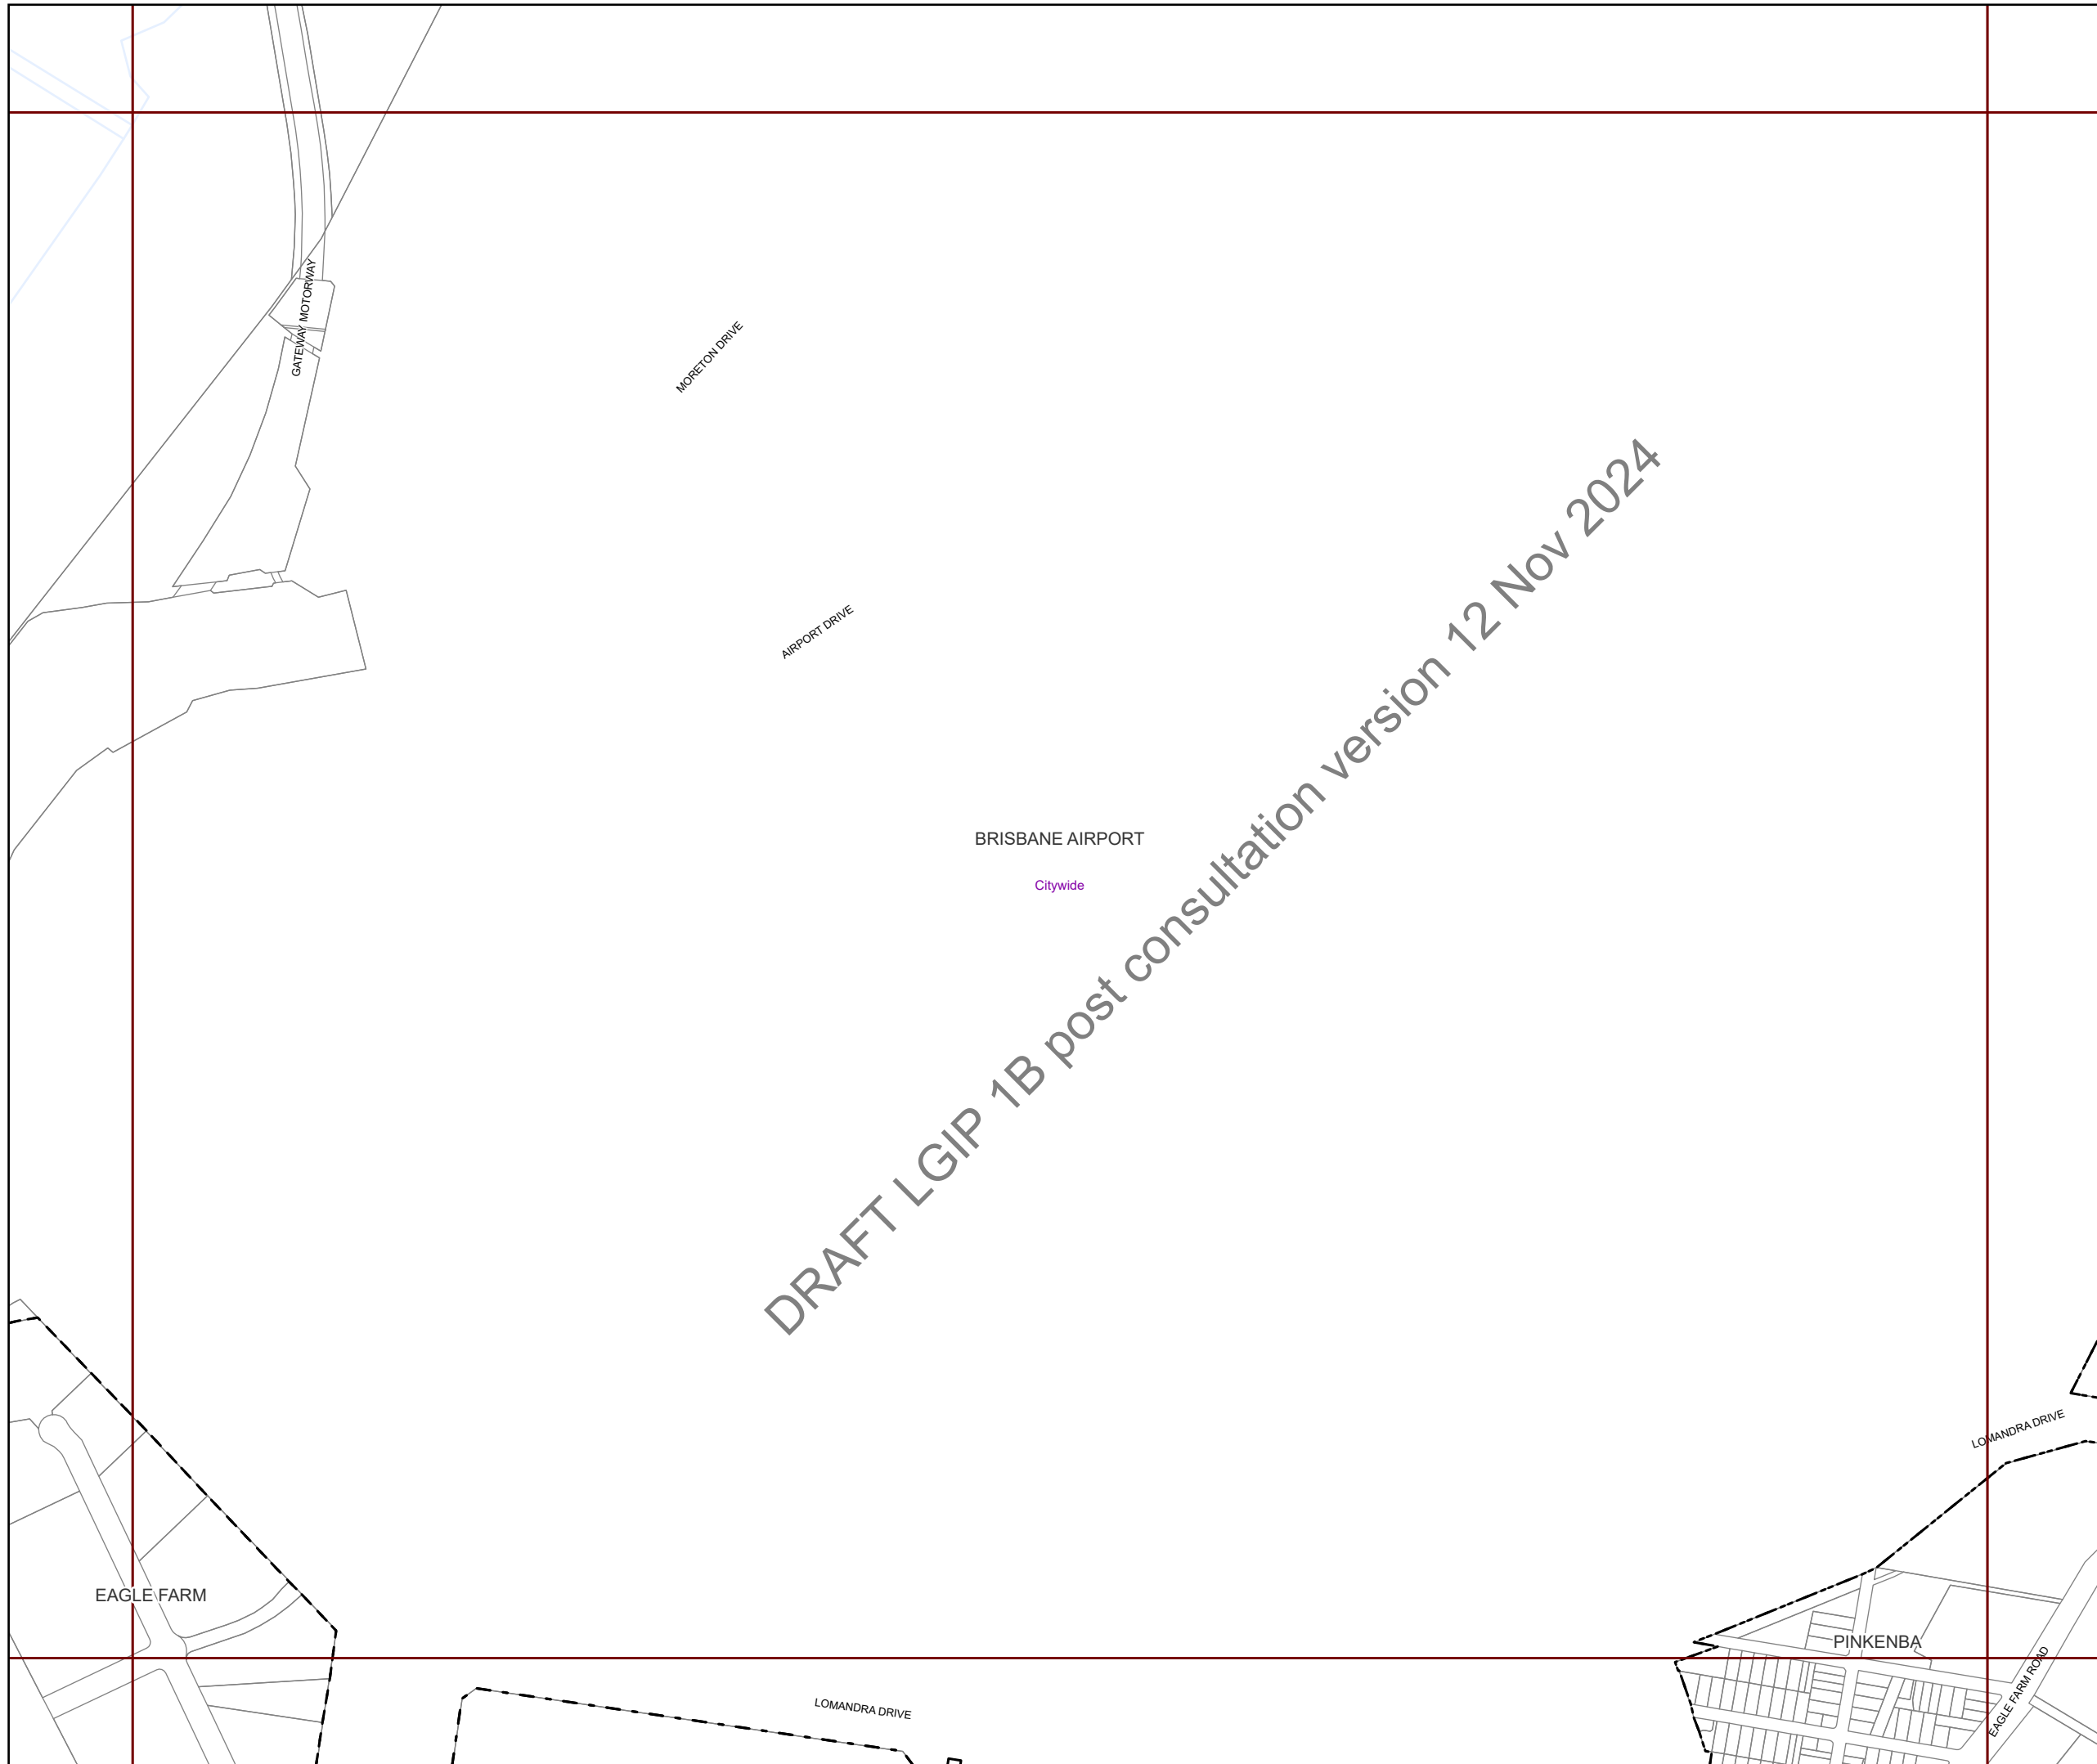 GATEWAY MOTORWAY
MORETON DRIVE
AIRPORT DRIVE
DRAFT LGIP 1B post consultation version 12 Nov 2024
BRISBANE AIRPORT
Citywide
LOMANDRA DRIVE
EAGLE FARM
PINKENBA
EAGLE FARM ROAD
LOMANDRA DRIVE